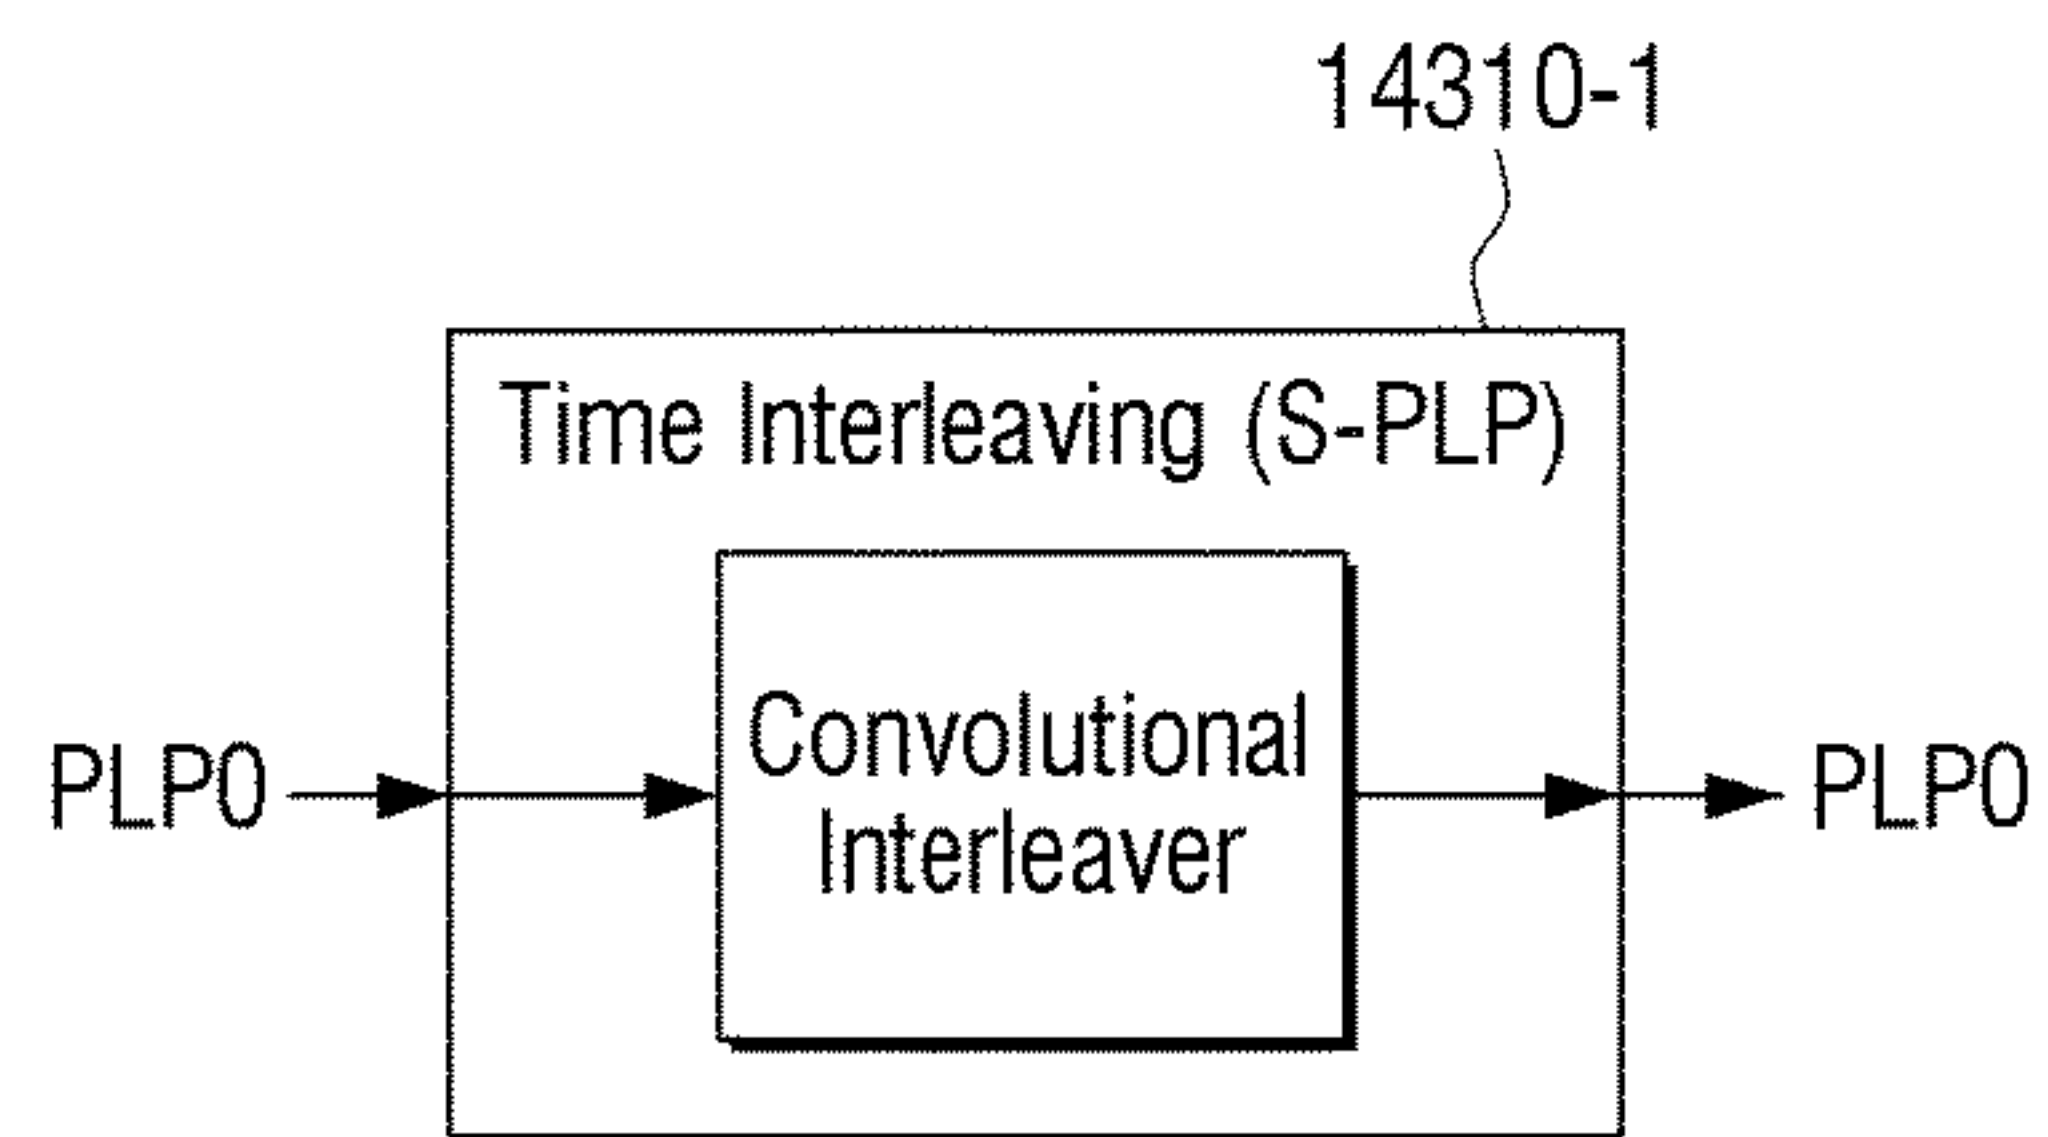 14310-1
Time Interleaving (S-PLP)
Convolutional
Interleaver
PLP0
PLP0